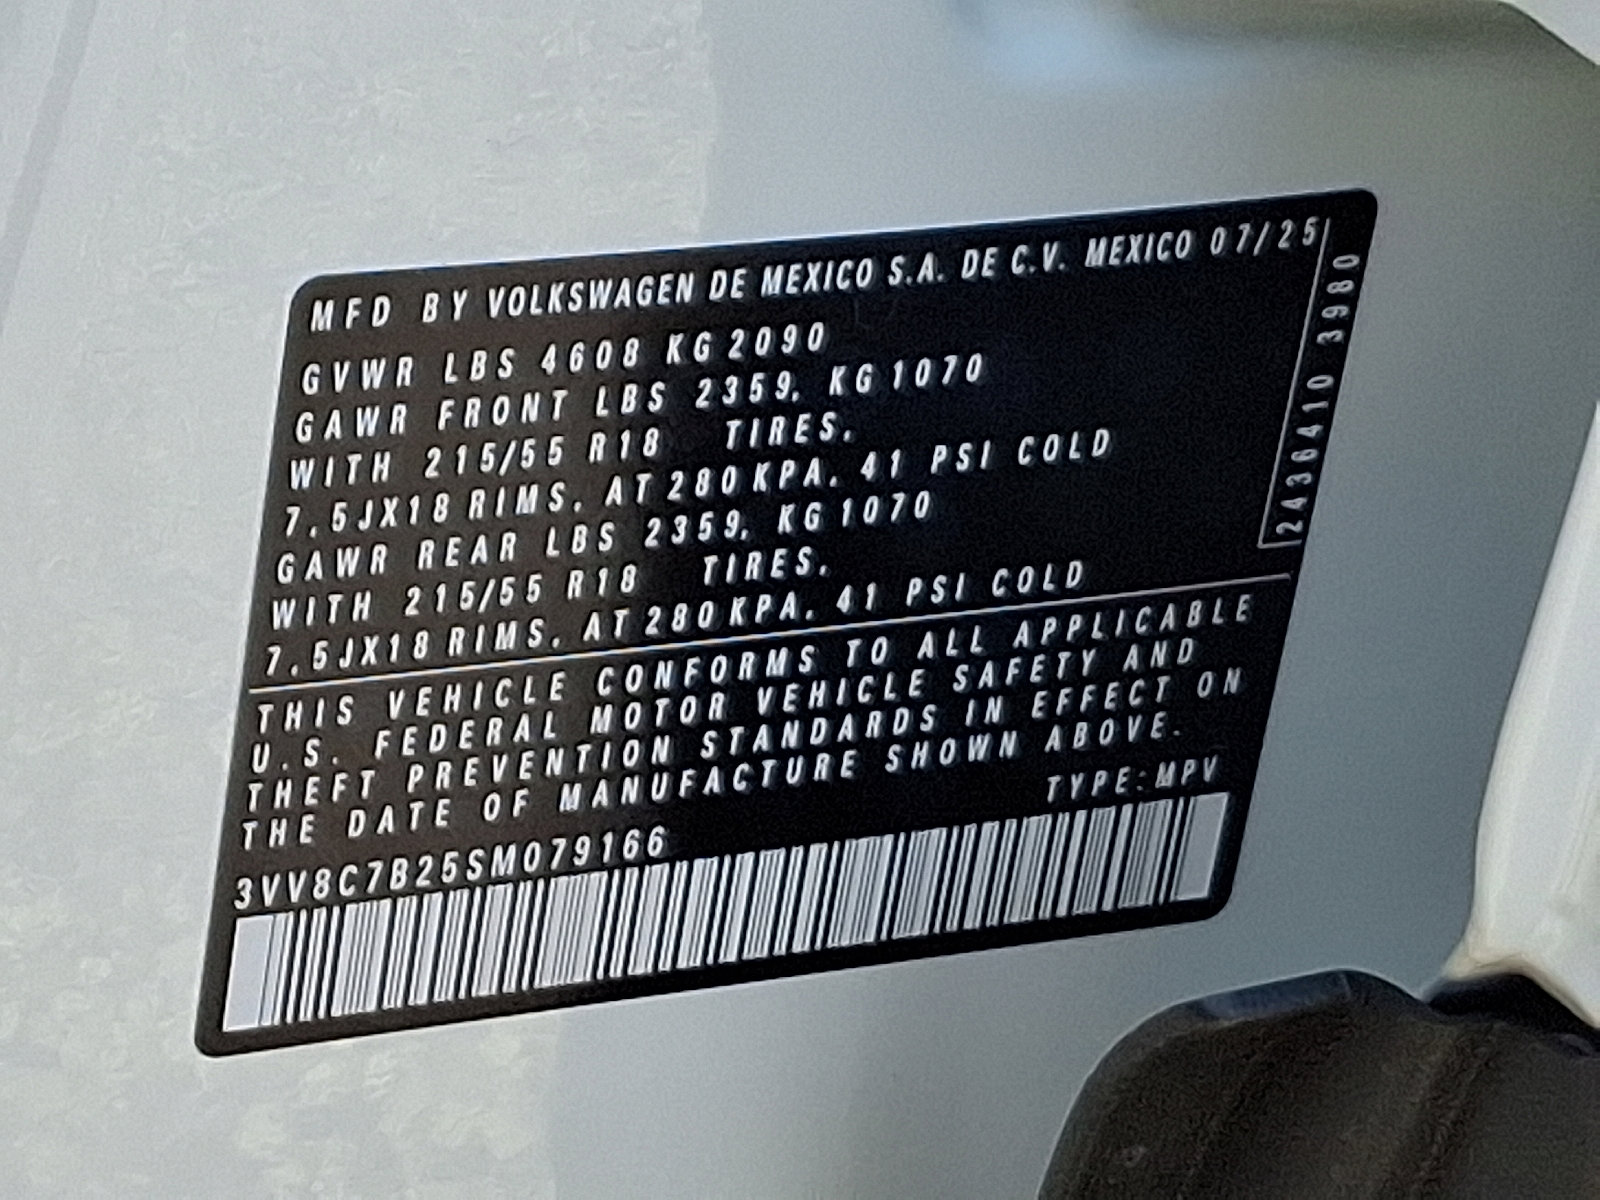 MFD BY VOLKSWAGEN DE MEXICO S.A. DE C.V. MEXICO 07/25
GVWR LBS 4608 KG 2090
GAWR FRONT LBS 2359, KG 1070
WITH 215/55 R18 TIRES,
7,5JX18 RIMS, AT 280 KPA, 41 PSI COLD
GAWR REAR LBS 2359, KG 1070
WITH 215/55 R18 TIRES,
7,5JX18 RIMS, AT 280 KPA, 41 PSI COLD
2436410 3980
THIS VEHICLE CONFORMS TO ALL APPLICABLE
U.S. FEDERAL MOTOR VEHICLE SAFETY AND
THEFT PREVENTION STANDARDS IN EFFECT ON
THE DATE OF MANUFACTURE SHOWN ABOVE.
TYPE:MPV
3VV8C7B25SM079166